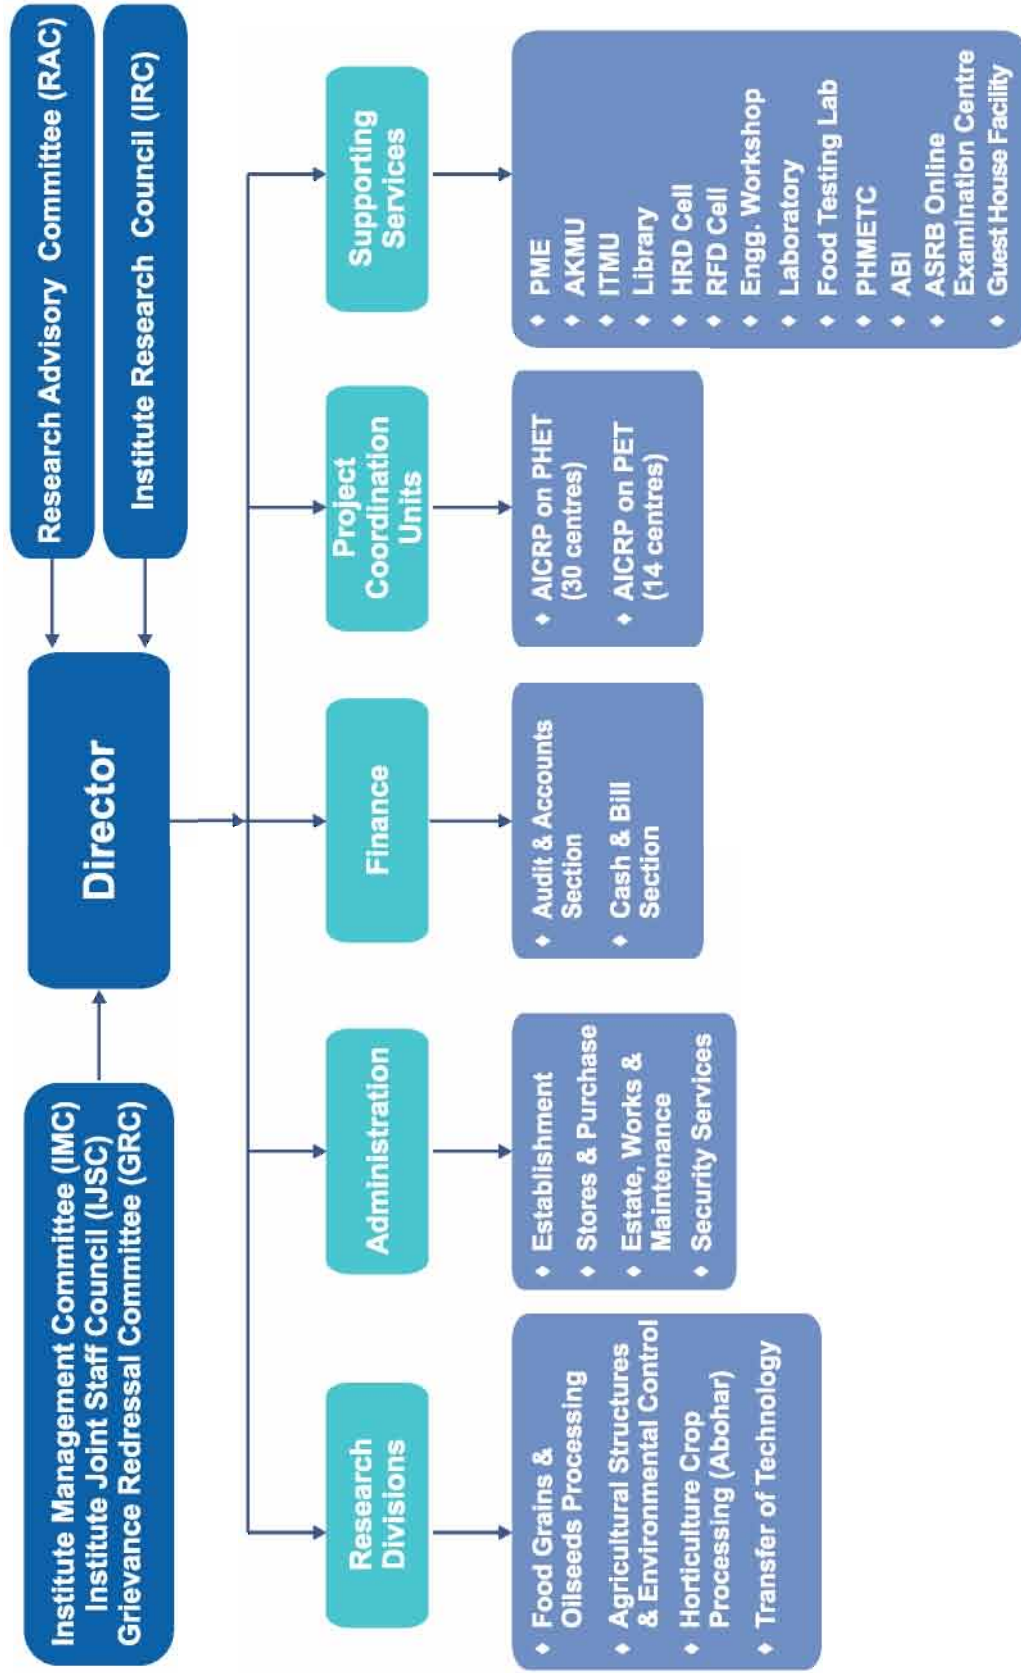 Institute Management Committee (IMC)
Institute Joint Staff Council (IJSC)
Grievance Redressal Committee (GRC)
Director
Research Advisory Committee (RAC)
Institute Research Council (IRC)
Research
Divisions
Administration
Finance
Project
Coordination
Units
Supporting
Services
♦ Food Grains &
Oilseeds Processing
♦ Agricultural Structures
& Environmental Control
♦ Horticulture Crop
Processing (Abohar)
♦ Transfer of Technology
♦ Establishment
♦ Stores & Purchase
♦ Estate, Works &
Maintenance
♦ Security Services
♦ Audit & Accounts
Section
♦ Cash & Bill
Section
♦ AICRP on PHET
(30 centres)
♦ AICRP on PET
(14 centres)
♦ PME
♦ AKMU
♦ ITMU
♦ Library
♦ HRD Cell
♦ RFD Cell
♦ Engg. Workshop
♦ Laboratory
♦ Food Testing Lab
♦ PHMETC
♦ ABI
♦ ASRB Online
Examination Centre
♦ Guest House Facility